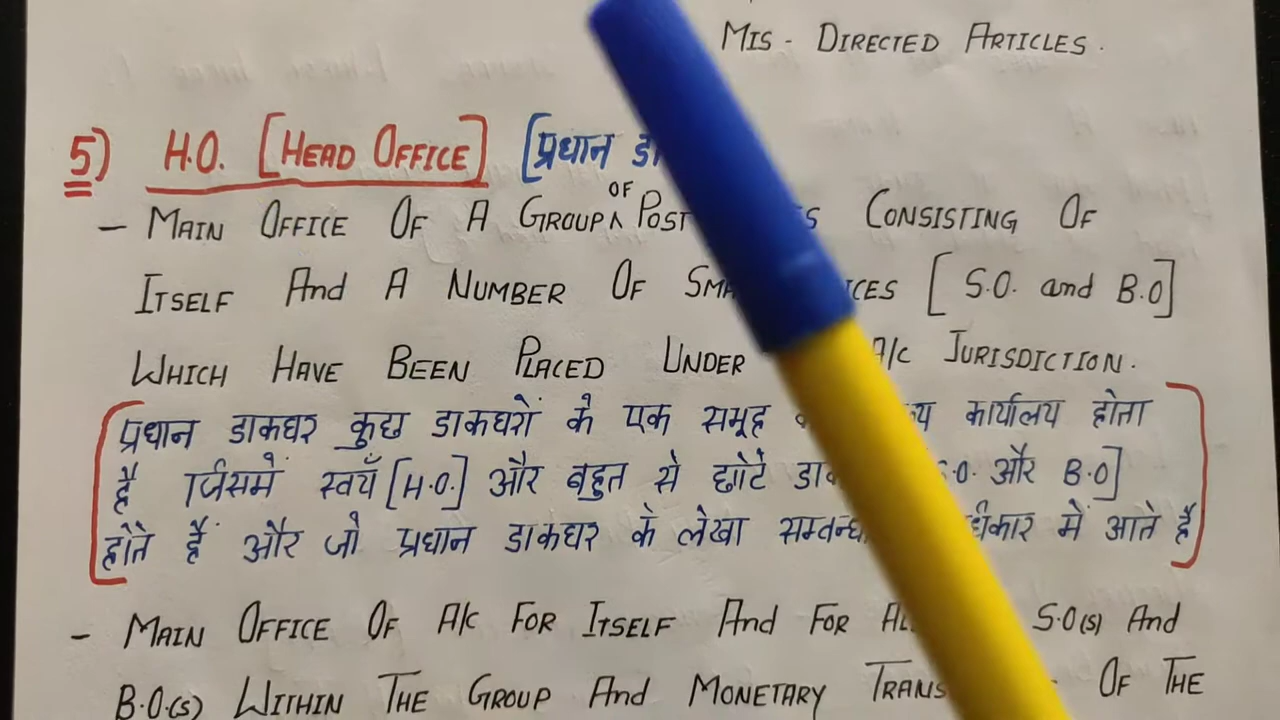 MIS - DIRECTED ARTICLES.
5) H.O. [HEAD OFFICE] [प्रधान
- MAIN OFFICE OF A GROUP OF POST CONSISTING OF
ITSELF And A NUMBER OF [S.O. and B.O]
WHICH HAVE BEEN PLACED UNDER A/c JURISDICTION.
प्रधान डाकघर कुछ डाकघरों के एक समूह कार्यालय होता
है जिसमें स्वयँ [H.O.] और बहुत से छोटे और B.O]
होते हैं और जो प्रधान डाकघर के लेखा में आते है
- MAIN OFFICE OF A/c FOR ITSELF And FOR S.O(s) And
B.O.(s) WITHIN THE GROUP And MONETARY OF THE